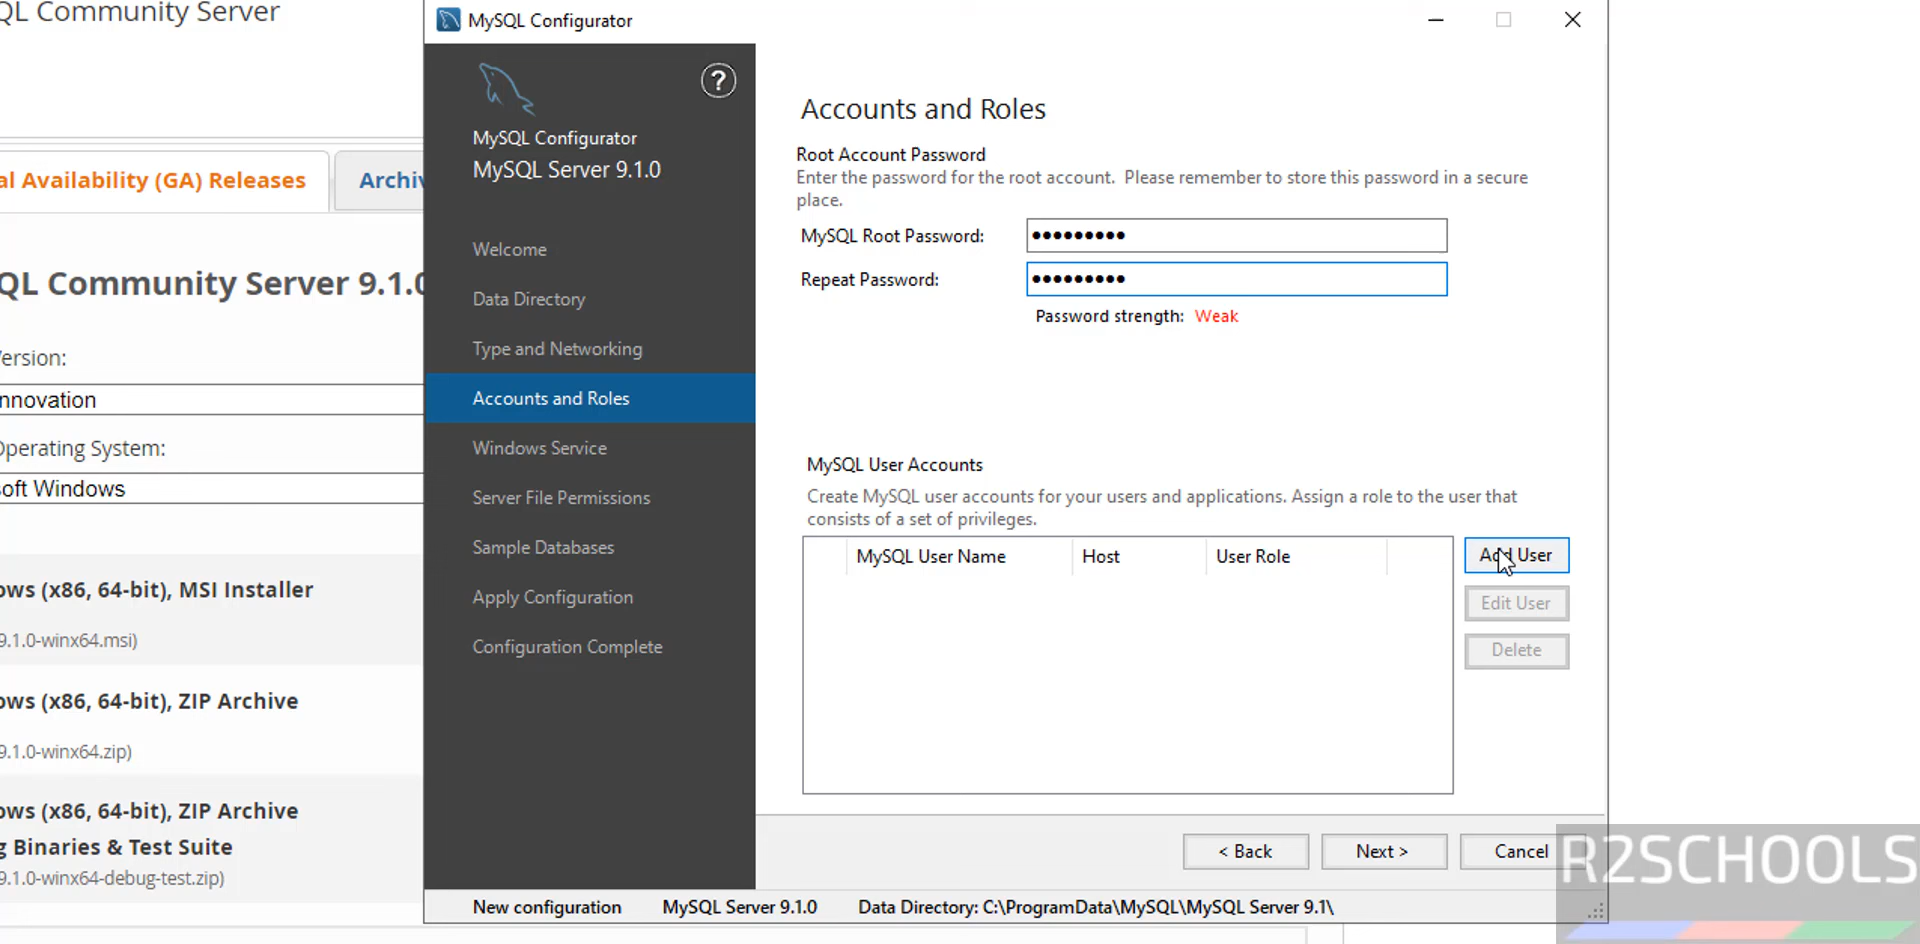 QL Community Server
al Availability (GA) Releases
Archiv
QL Community Server 9.1.0
Version:
nnovation
Operating System:
oft Windows
ows (x86, 64-bit), MSI Installer
9.1.0-winx64.msi)
ows (x86, 64-bit), ZIP Archive
9.1.0-winx64.zip)
ows (x86, 64-bit), ZIP Archive
g Binaries & Test Suite
9.1.0-winx64-debug-test.zip)
MySQL Configurator
?
MySQL Configurator
MySQL Server 9.1.0
Welcome
Data Directory
Type and Networking
Accounts and Roles
Windows Service
Server File Permissions
Sample Databases
Apply Configuration
Configuration Complete
Accounts and Roles
Root Account Password
Enter the password for the root account. Please remember to store this password in a secure
place.
MySQL Root Password: •••••••••
Repeat Password: •••••••••
Password strength: Weak
MySQL User Accounts
Create MySQL user accounts for your users and applications. Assign a role to the user that
consists of a set of privileges.
MySQL User Name Host User Role
Add User
Edit User
Delete
< Back Next > Cancel
New configuration MySQL Server 9.1.0 Data Directory: C:\ProgramData\MySQL\MySQL Server 9.1\
R2SCHOOLS